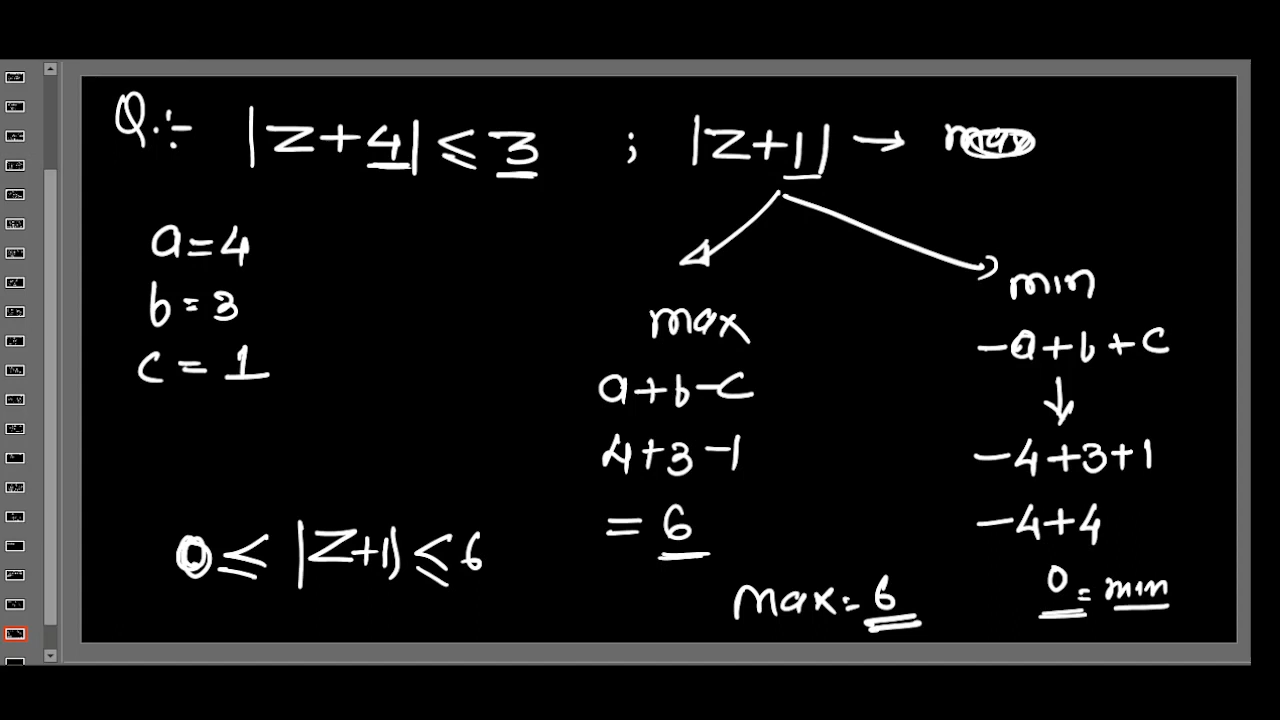 Q.:- |Z+4| ≤ 3 ; |Z+1| → max
a=4
b=3
c=1
max
a+b-c
4+3-1
=6
max=6
min
-a+b+c
↓
-4+3+1
-4+4
0=min
0 ≤ |Z+1| ≤ 6